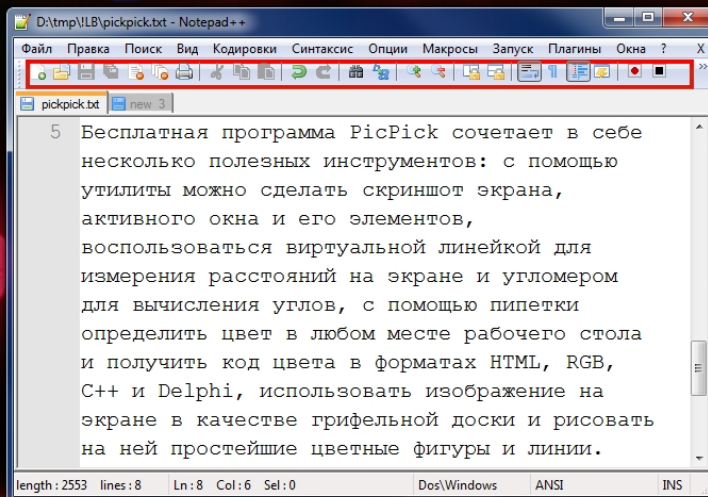 D:\tmp\!LB\pickpick.txt - Notepad++
Файл Правка Поиск Вид Кодировки Синтаксис Опции Макросы Запуск Плагины Окна ? X
pickpick.txt new 3
5 Бесплатная программа PicPick сочетает в себе
несколько полезных инструментов: с помощью
утилиты можно сделать скриншот экрана,
активного окна и его элементов,
воспользоваться виртуальной линейкой для
измерения расстояний на экране и угломером
для вычисления углов, с помощью пипетки
определить цвет в любом месте рабочего стола
и получить код цвета в форматах HTML, RGB,
C++ и Delphi, использовать изображение на
экране в качестве грифельной доски и рисовать
на ней простейшие цветные фигуры и линии.
length : 2553 lines : 8 Ln : 8 Col : 6 Sel : 0 Dos\Windows ANSI INS